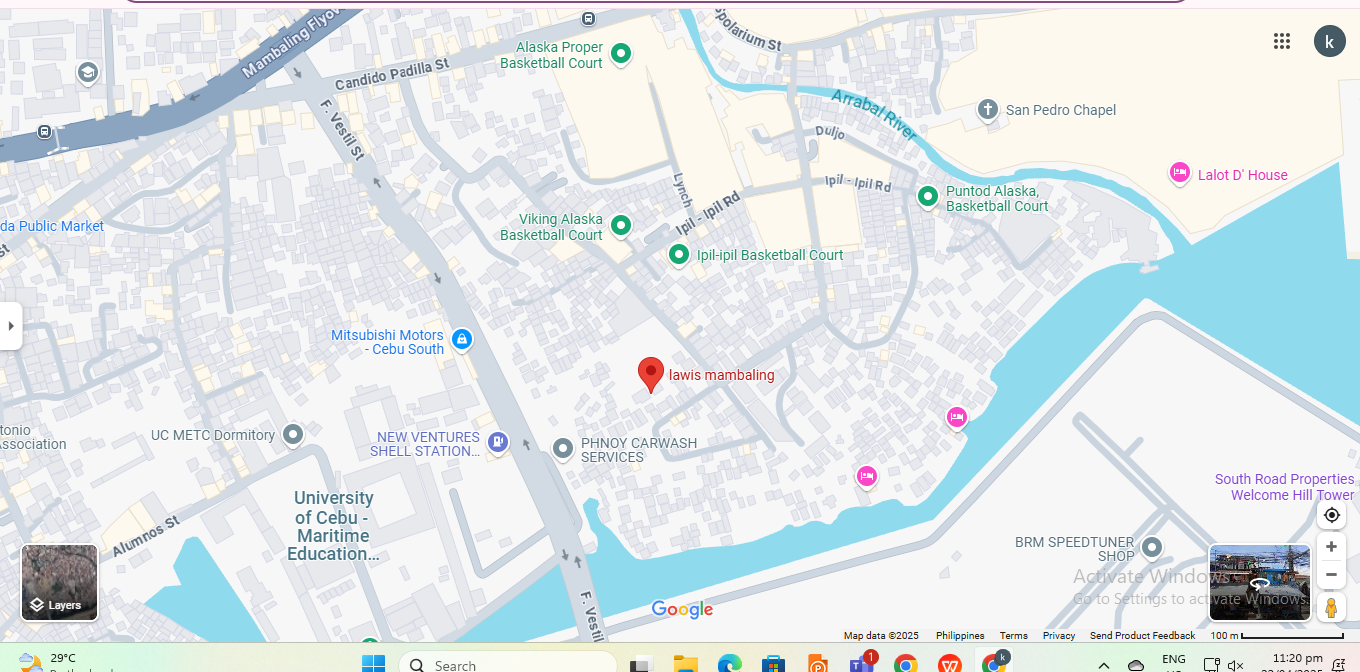 Mambaling Flyov
Candido Padilla St
F. Vestil St
Alaska Proper
Basketball Court
Spolarium St
k
Arrabal River
San Pedro Chapel
Duljo
Lynch
Ipil - Ipil Rd
Ipil - Ipil Rd
Lalot D' House
Puntod Alaska,
Basketball Court
da Public Market
St
Viking Alaska
Basketball Court
Ipil-ipil Basketball Court
Mitsubishi Motors
- Cebu South
lawis mambaling
tonio
Association
UC METC Dormitory
NEW VENTURES
SHELL STATION...
PHNOY CARWASH
SERVICES
South Road Properties
Welcome Hill Tower
University
of Cebu -
Maritime
Education...
Alumnos St
BRM SPEEDTUNER
SHOP
Activate Windows
Go to Settings to activate Windows.
Layers
F. Vestil
Google
Map data ©2025 Philippines Terms Privacy Send Product Feedback 100 m
29°C
Search
1
k
ENG
11:20 pm